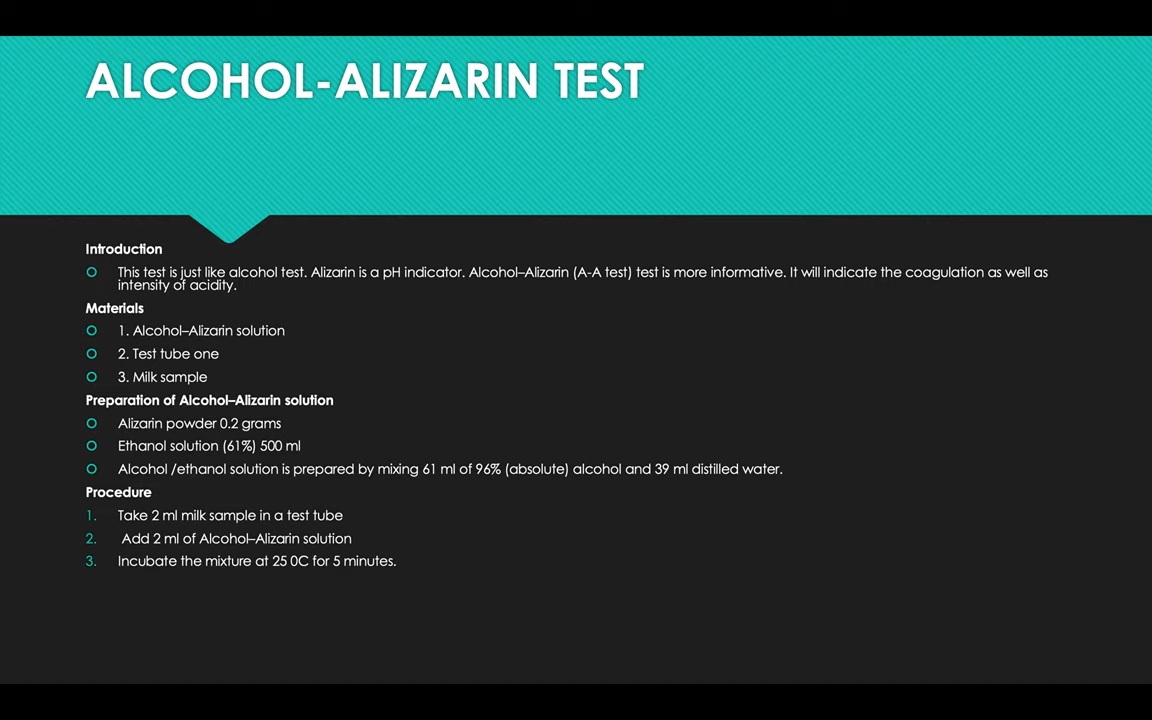 ALCOHOL-ALIZARIN TEST
Introduction
This test is just like alcohol test. Alizarin is a pH indicator. Alcohol–Alizarin (A-A test) test is more informative. It will indicate the coagulation as well as
intensity of acidity.
Materials
1. Alcohol–Alizarin solution
2. Test tube one
3. Milk sample
Preparation of Alcohol–Alizarin solution
Alizarin powder 0.2 grams
Ethanol solution (61%) 500 ml
Alcohol /ethanol solution is prepared by mixing 61 ml of 96% (absolute) alcohol and 39 ml distilled water.
Procedure
1. Take 2 ml milk sample in a test tube
2. Add 2 ml of Alcohol–Alizarin solution
3. Incubate the mixture at 25 0C for 5 minutes.